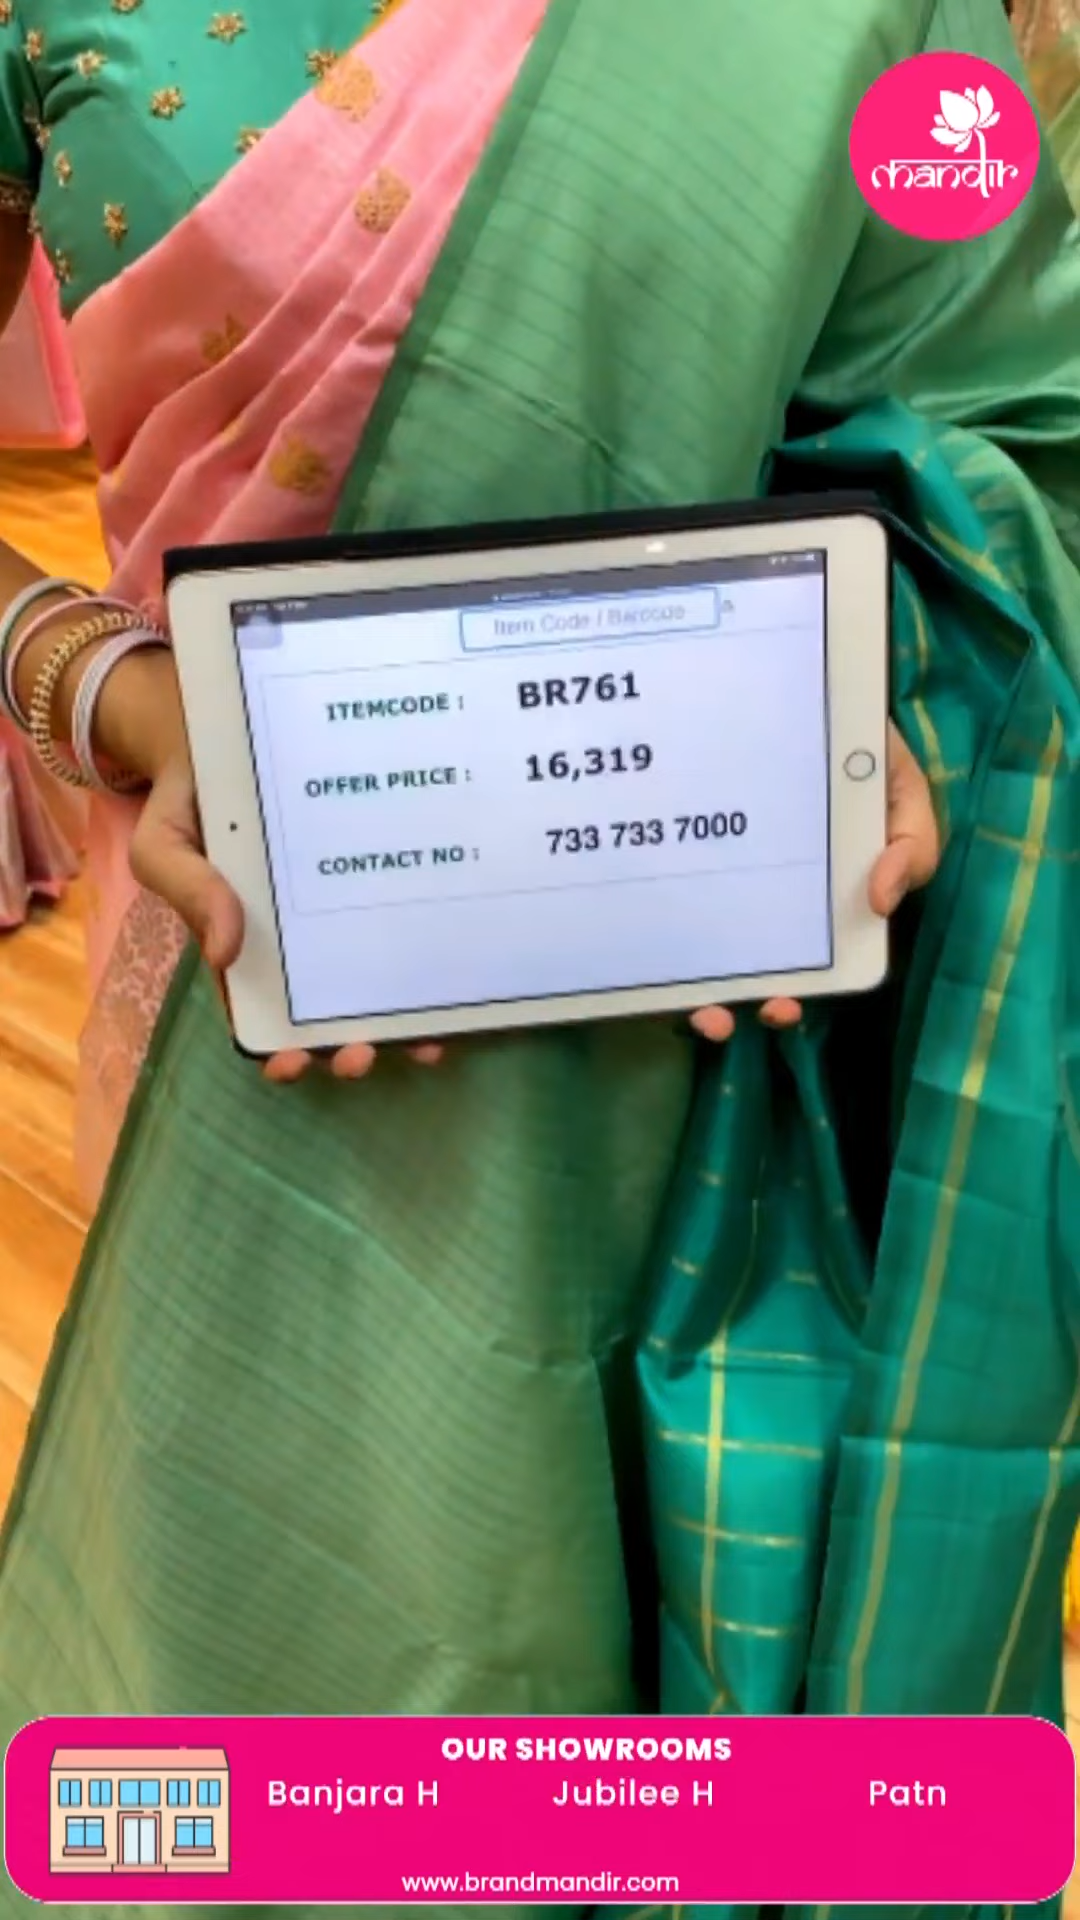 mandir
Item Code / Barcode
ITEMCODE : BR761
OFFER PRICE : 16,319
CONTACT NO : 733 733 7000
OUR SHOWROOMS
Banjara H Jubilee H Patn
www.brandmandir.com